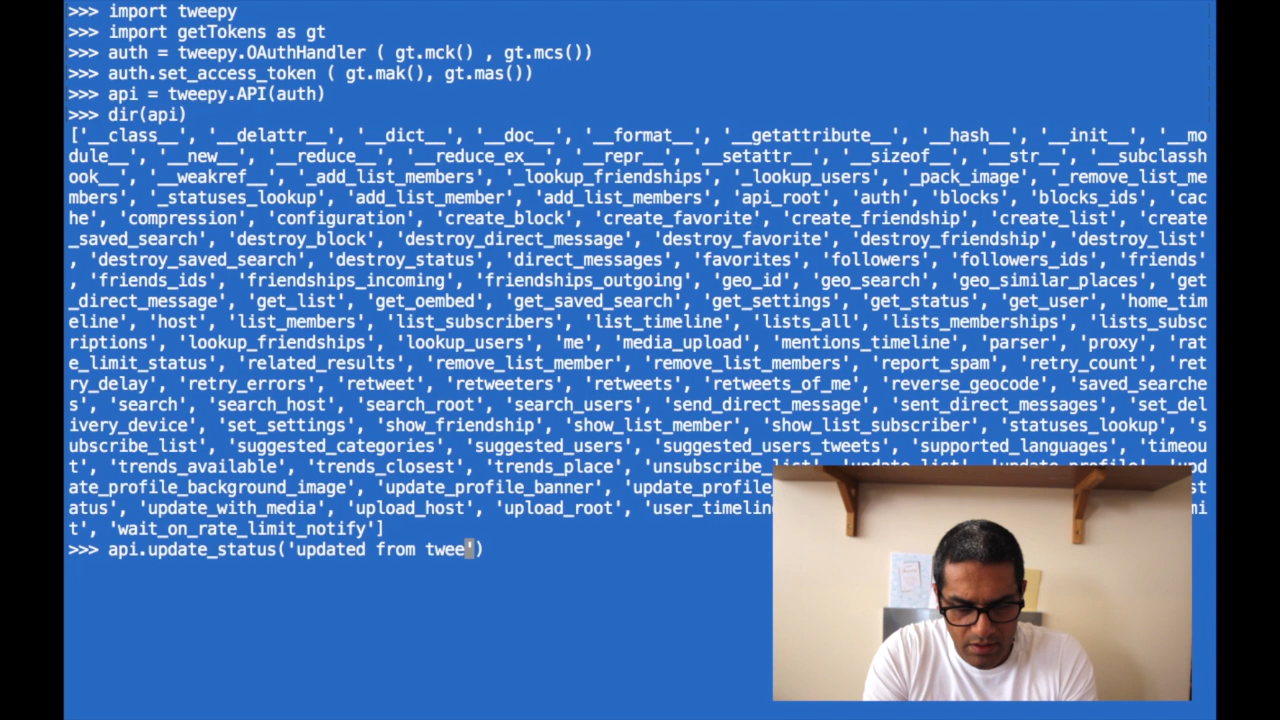 >>> import tweepy
>>> import getTokens as gt
>>> auth = tweepy.OAuthHandler ( gt.mck() , gt.mcs())
>>> auth.set_access_token ( gt.mak(), gt.mas())
>>> api = tweepy.API(auth)
>>> dir(api)
['__class__', '__delattr__', '__dict__', '__doc__', '__format__', '__getattribute__', '__hash__', '__init__', '__mo
dule__', '__new__', '__reduce__', '__reduce_ex__', '__repr__', '__setattr__', '__sizeof__', '__str__', '__subclassh
ook__', '__weakref__', '_add_list_members', '_lookup_friendships', '_lookup_users', '_pack_image', '_remove_list_me
mbers', '_statuses_lookup', 'add_list_member', 'add_list_members', 'api_root', 'auth', 'blocks', 'blocks_ids', 'cac
he', 'compression', 'configuration', 'create_block', 'create_favorite', 'create_friendship', 'create_list', 'create
_saved_search', 'destroy_block', 'destroy_direct_message', 'destroy_favorite', 'destroy_friendship', 'destroy_list'
, 'destroy_saved_search', 'destroy_status', 'direct_messages', 'favorites', 'followers', 'followers_ids', 'friends'
, 'friends_ids', 'friendships_incoming', 'friendships_outgoing', 'geo_id', 'geo_search', 'geo_similar_places', 'get
_direct_message', 'get_list', 'get_oembed', 'get_saved_search', 'get_settings', 'get_status', 'get_user', 'home_tim
eline', 'host', 'list_members', 'list_subscribers', 'list_timeline', 'lists_all', 'lists_memberships', 'lists_subsc
riptions', 'lookup_friendships', 'lookup_users', 'me', 'media_upload', 'mentions_timeline', 'parser', 'proxy', 'rat
e_limit_status', 'related_results', 'remove_list_member', 'remove_list_members', 'report_spam', 'retry_count', 'ret
ry_delay', 'retry_errors', 'retweet', 'retweeters', 'retweets', 'retweets_of_me', 'reverse_geocode', 'saved_searche
s', 'search', 'search_host', 'search_root', 'search_users', 'send_direct_message', 'sent_direct_messages', 'set_del
ivery_device', 'set_settings', 'show_friendship', 'show_list_member', 'show_list_subscriber', 'statuses_lookup', 's
ubscribe_list', 'suggested_categories', 'suggested_users', 'suggested_users_tweets', 'supported_languages', 'timeou
t', 'trends_available', 'trends_closest', 'trends_place', 'unsubscribe_list', 'update_list', 'update_profile', 'upd
ate_profile_background_image', 'update_profile_banner', 'update_profile_ st
atus', 'update_with_media', 'upload_host', 'upload_root', 'user_timelin mi
t', 'wait_on_rate_limit_notify']
>>> api.update_status('updated from twee')